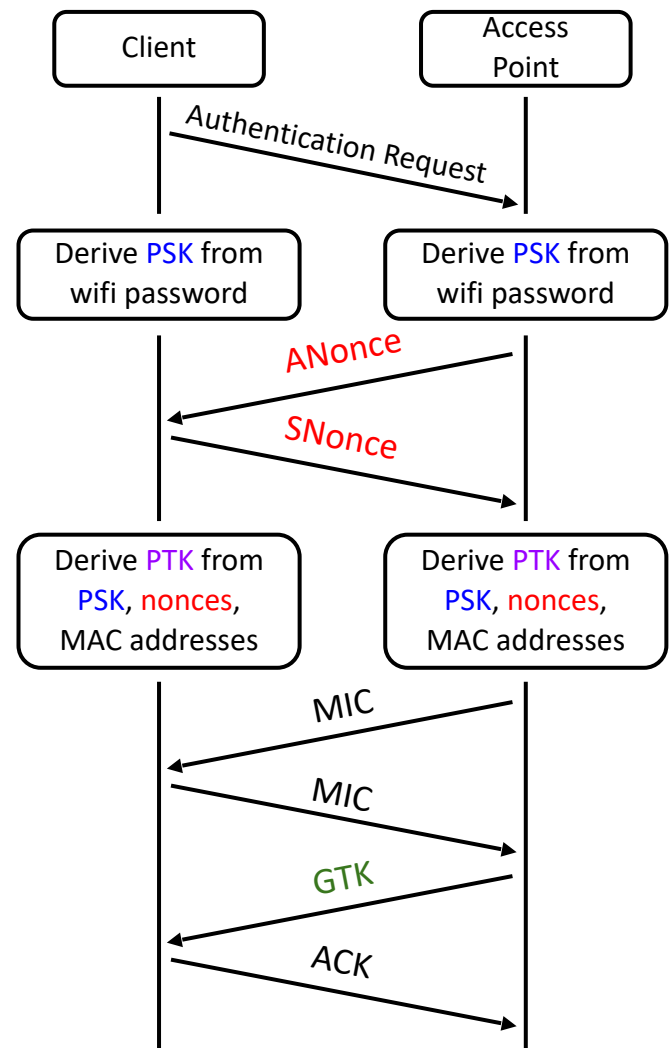 Client
Access
Point
Authentication Request
Derive PSK from
wifi password
Derive PSK from
wifi password
ANonce
SNonce
Derive PTK from
PSK, nonces,
MAC addresses
Derive PTK from
PSK, nonces,
MAC addresses
MIC
MIC
GTK
ACK